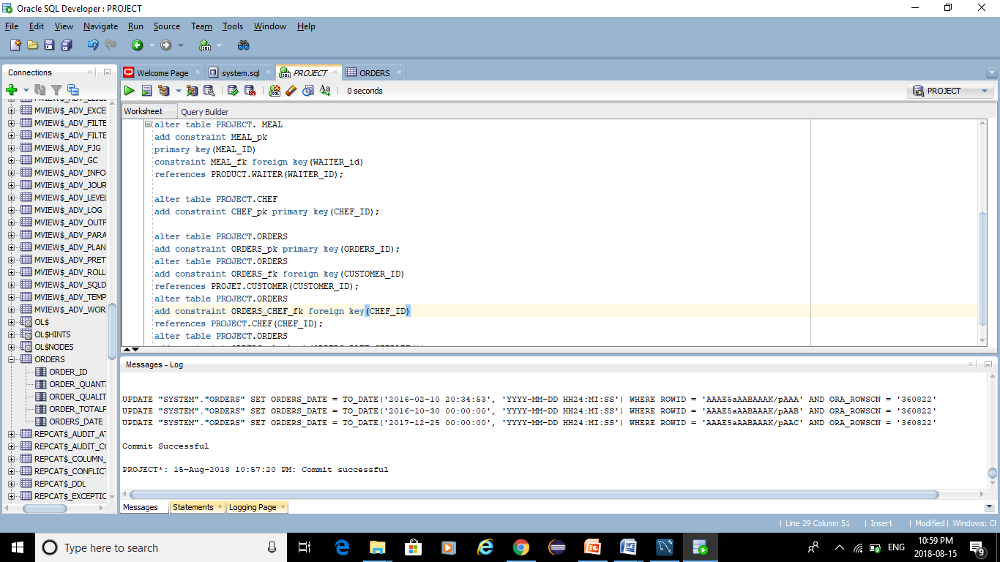 Oracle SQL Developer : PROJECT
File Edit View Navigate Run Source Team Tools Window Help
Connections
Welcome Page
system.sql
PROJECT
ORDERS
0 seconds
PROJECT
Worksheet
Query Builder
MVIEW$_ADV_EXCE
MVIEW$_ADV_FILTE
MVIEW$_ADV_FILTE
MVIEW$_ADV_FJG
MVIEW$_ADV_GC
MVIEW$_ADV_INFO
MVIEW$_ADV_JOUR
MVIEW$_ADV_LEVEL
MVIEW$_ADV_LOG
MVIEW$_ADV_OUTP
MVIEW$_ADV_PARA
MVIEW$_ADV_PLAN
MVIEW$_ADV_PRET
MVIEW$_ADV_ROLL
MVIEW$_ADV_SQLD
MVIEW$_ADV_TEMP
MVIEW$_ADV_WOR
OL$
OL$HINTS
OL$NODES
ORDERS
ORDER_ID
ORDER_QUANTI
ORDER_QUALIT
ORDER_TOTALP
ORDERS_DATE
REPCAT$_AUDIT_AT
REPCAT$_AUDIT_CO
REPCAT$_COLUMN_
REPCAT$_CONFLICT
REPCAT$_DDL
REPCAT$_EXCEPTIC
alter table PROJECT. MEAL
add constraint MEAL_pk
primary key(MEAL_ID)
constraint MEAL_fk foreign key(WAITER_id)
references PRODUCT.WAITER(WAITER_ID);
alter table PROJECT.CHEF
add constraint CHEF_pk primary key(CHEF_ID);
alter table PROJECT.ORDERS
add constraint ORDERS_pk primary key(ORDERS_ID);
alter table PROJECT.ORDERS
add constraint ORDERS_fk foreign key(CUSTOMER_ID)
references PROJET.CUSTOMER(CUSTOMER_ID);
alter table PROJECT.ORDERS
add constraint ORDERS_CHEF_fk foreign key(CHEF_ID)
references PROJECT.CHEF(CHEF_ID);
alter table PROJECT.ORDERS
Messages - Log
UPDATE "SYSTEM"."ORDERS" SET ORDERS_DATE = TO_DATE('2016-02-10 20:34:53', 'YYYY-MM-DD HH24:MI:SS') WHERE ROWID = 'AAAE5aAABAAAK/pAAA' AND ORA_ROWSCN = '360822'
UPDATE "SYSTEM"."ORDERS" SET ORDERS_DATE = TO_DATE('2016-10-30 00:00:00', 'YYYY-MM-DD HH24:MI:SS') WHERE ROWID = 'AAAE5aAABAAAK/pAAB' AND ORA_ROWSCN = '360822'
UPDATE "SYSTEM"."ORDERS" SET ORDERS_DATE = TO_DATE('2017-12-25 00:00:00', 'YYYY-MM-DD HH24:MI:SS') WHERE ROWID = 'AAAE5aAABAAAK/pAAC' AND ORA_ROWSCN = '360822'
Commit Successful
PROJECT*: 15-Aug-2018 10:57:20 PM: Commit successful
Messages
Statements
Logging Page
Line 29 Column 51
Insert
Modified
Windows: CF
Type here to search
ENG
10:59 PM
2018-08-15
9